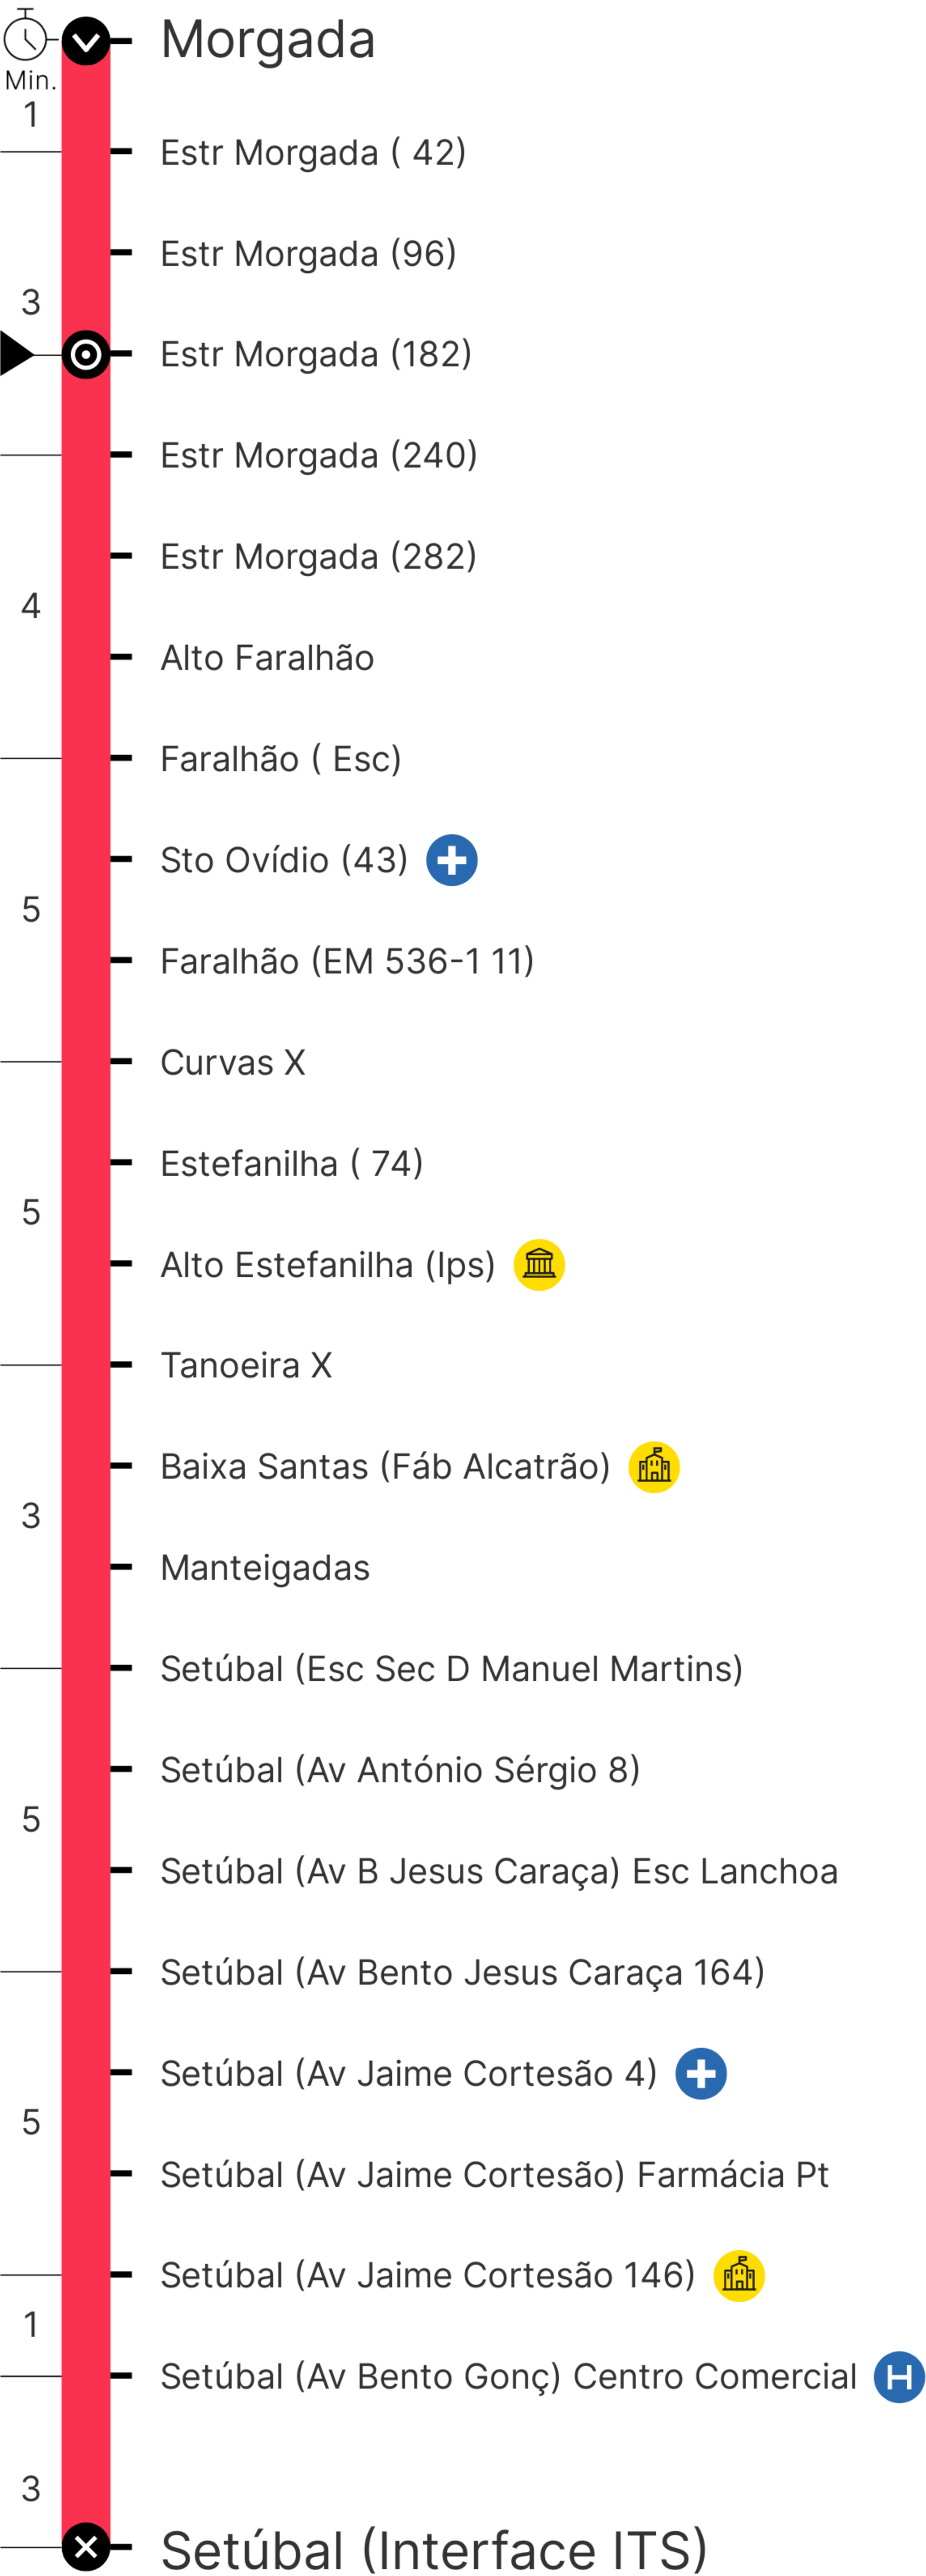 Morgada
Min.
1
Estr Morgada ( 42)
Estr Morgada (96)
3
Estr Morgada (182)
Estr Morgada (240)
Estr Morgada (282)
4
Alto Faralhão
Faralhão ( Esc)
Sto Ovídio (43)
5
Faralhão (EM 536-1 11)
Curvas X
Estefanilha ( 74)
5
Alto Estefanilha (Ips)
Tanoeira X
Baixa Santas (Fáb Alcatrão)
3
Manteigadas
Setúbal (Esc Sec D Manuel Martins)
Setúbal (Av António Sérgio 8)
5
Setúbal (Av B Jesus Caraça) Esc Lanchoa
Setúbal (Av Bento Jesus Caraça 164)
Setúbal (Av Jaime Cortesão 4)
5
Setúbal (Av Jaime Cortesão) Farmácia Pt
Setúbal (Av Jaime Cortesão 146)
1
Setúbal (Av Bento Gonç) Centro Comercial H
3
Setúbal (Interface ITS)